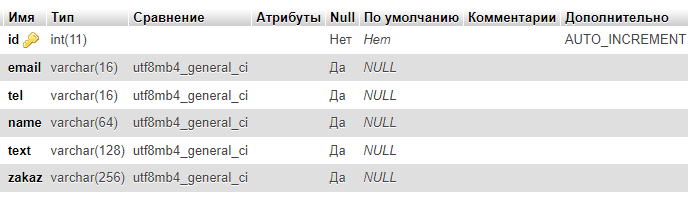 Имя Тип Сравнение Атрибуты Null По умолчанию Комментарии Дополнительно
id int(11) Нет Нет AUTO_INCREMENT
email varchar(16) utf8mb4_general_ci Да NULL
tel varchar(16) utf8mb4_general_ci Да NULL
name varchar(64) utf8mb4_general_ci Да NULL
text varchar(128) utf8mb4_general_ci Да NULL
zakaz varchar(256) utf8mb4_general_ci Да NULL